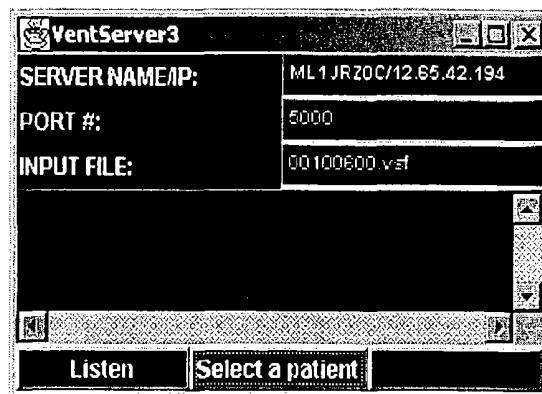 VentServer3
SERVER NAME/IP: ML1JRZ0C/12.65.42.194
PORT #: 5000
INPUT FILE: 00100600.vsf
Listen Select a patient